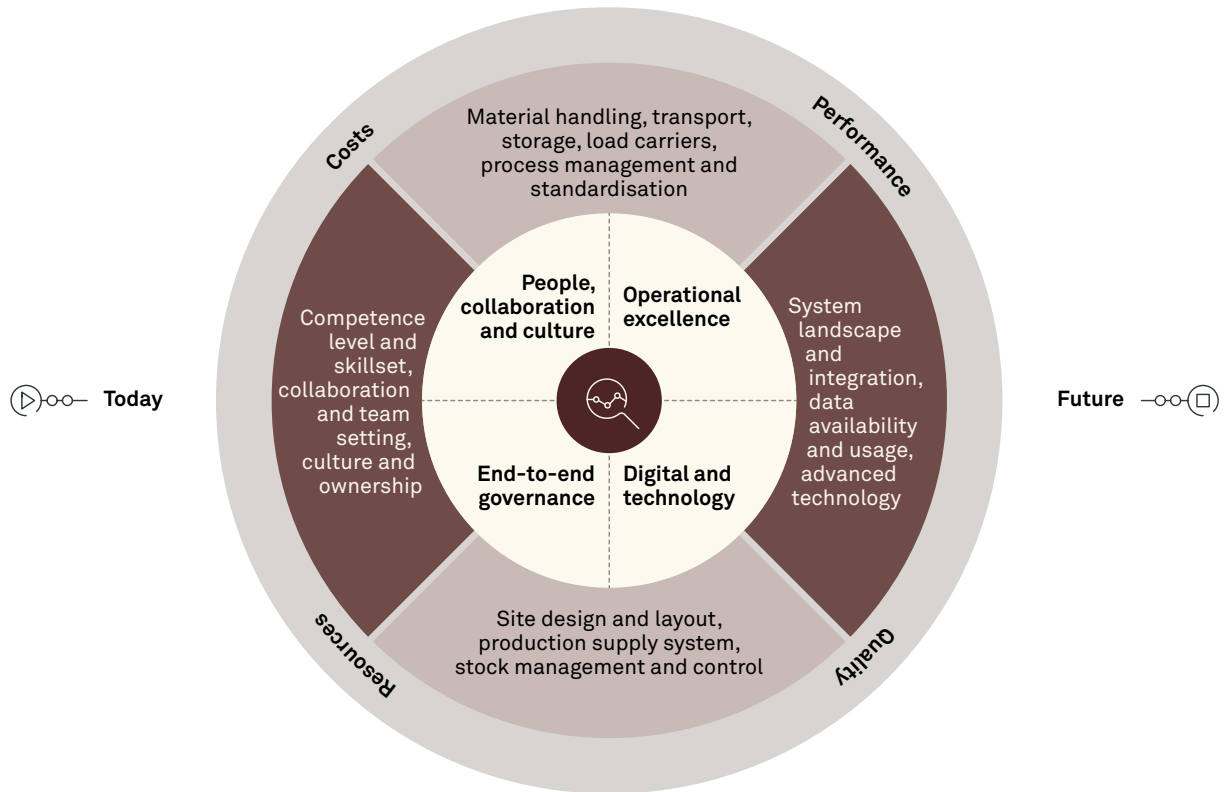 Costs
Performance
Material handling, transport,
storage, load carriers,
process management and
standardisation
People,
collaboration
and culture
Operational
excellence
Competence
level and
skillset,
collaboration
and team
setting,
culture and
ownership
System
landscape
and
integration,
data
availability
and usage,
advanced
technology
Today
Future
End-to-end
governance
Digital and
technology
Site design and layout,
production supply system,
stock management and control
Resources
Quality